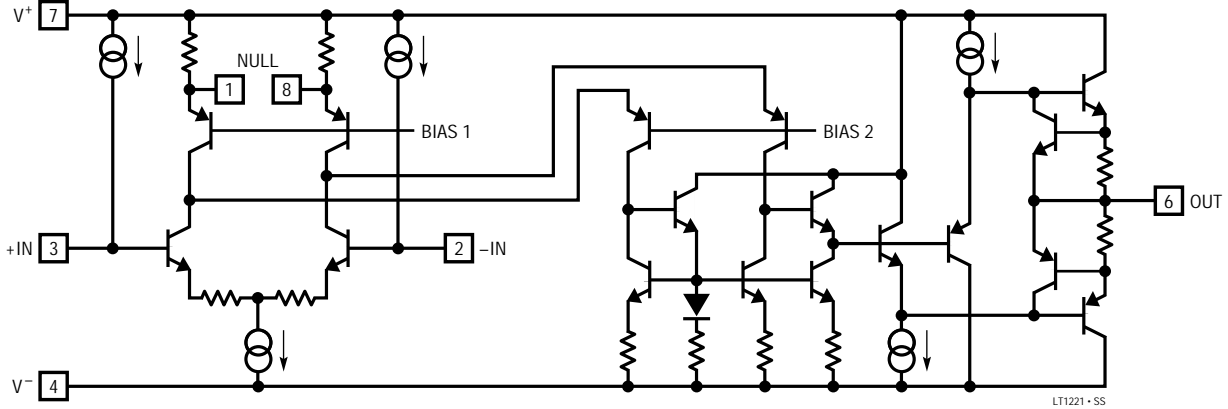 V+ 7
NULL
1
8
BIAS 1
BIAS 2
+IN 3
2 –IN
6 OUT
V– 4
LT1221 • SS